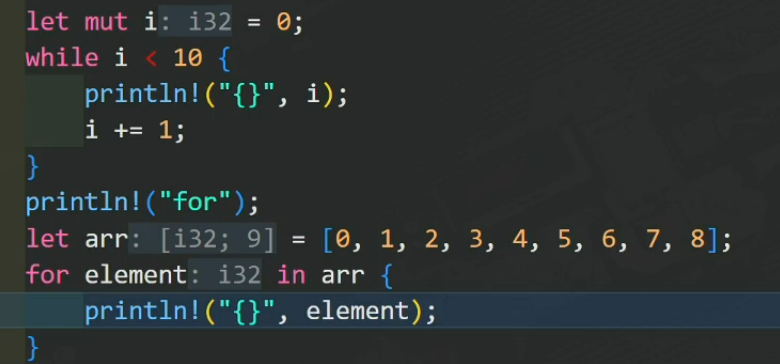 let mut i: i32 = 0;
while i < 10 {
    println!("{}", i);
    i += 1;
}
println!("for");
let arr: [i32; 9] = [0, 1, 2, 3, 4, 5, 6, 7, 8];
for element: i32 in arr {
    println!("{}", element);
}